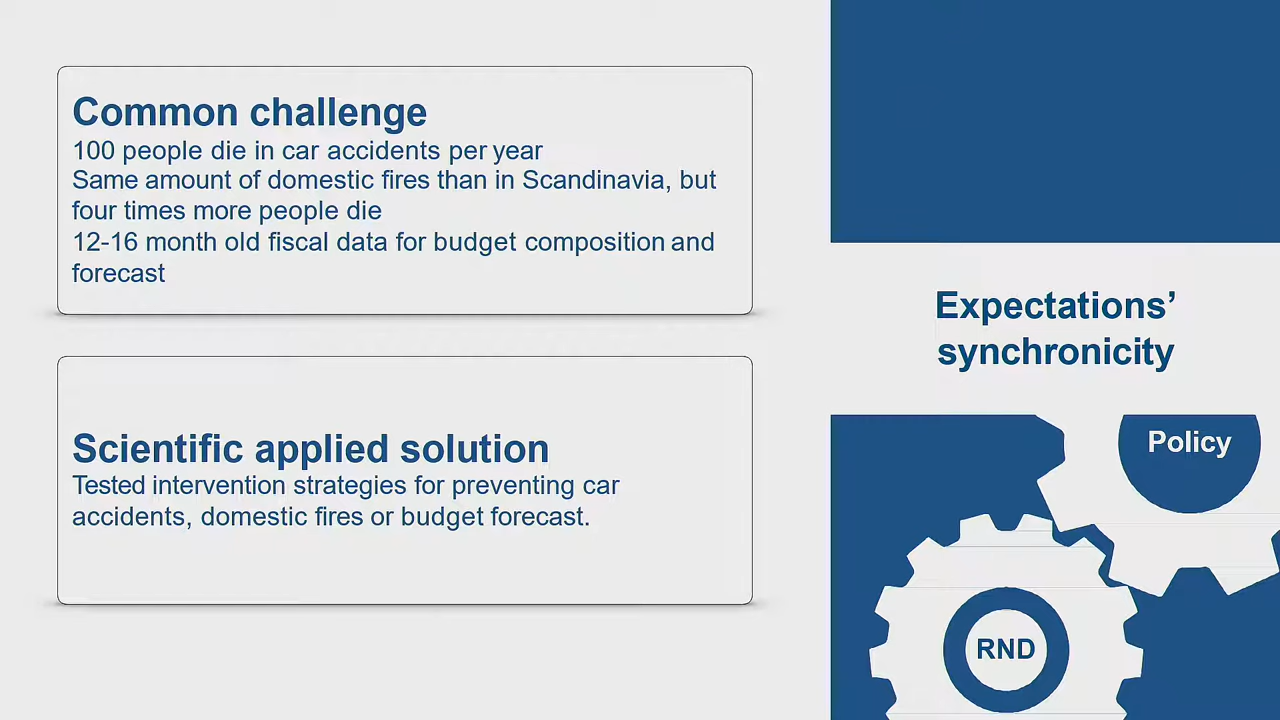 Common challenge
100 people die in car accidents per year
Same amount of domestic fires than in Scandinavia, but
four times more people die
12-16 month old fiscal data for budget composition and
forecast
Scientific applied solution
Tested intervention strategies for preventing car
accidents, domestic fires or budget forecast.
Expectations’
synchronicity
Policy
RND